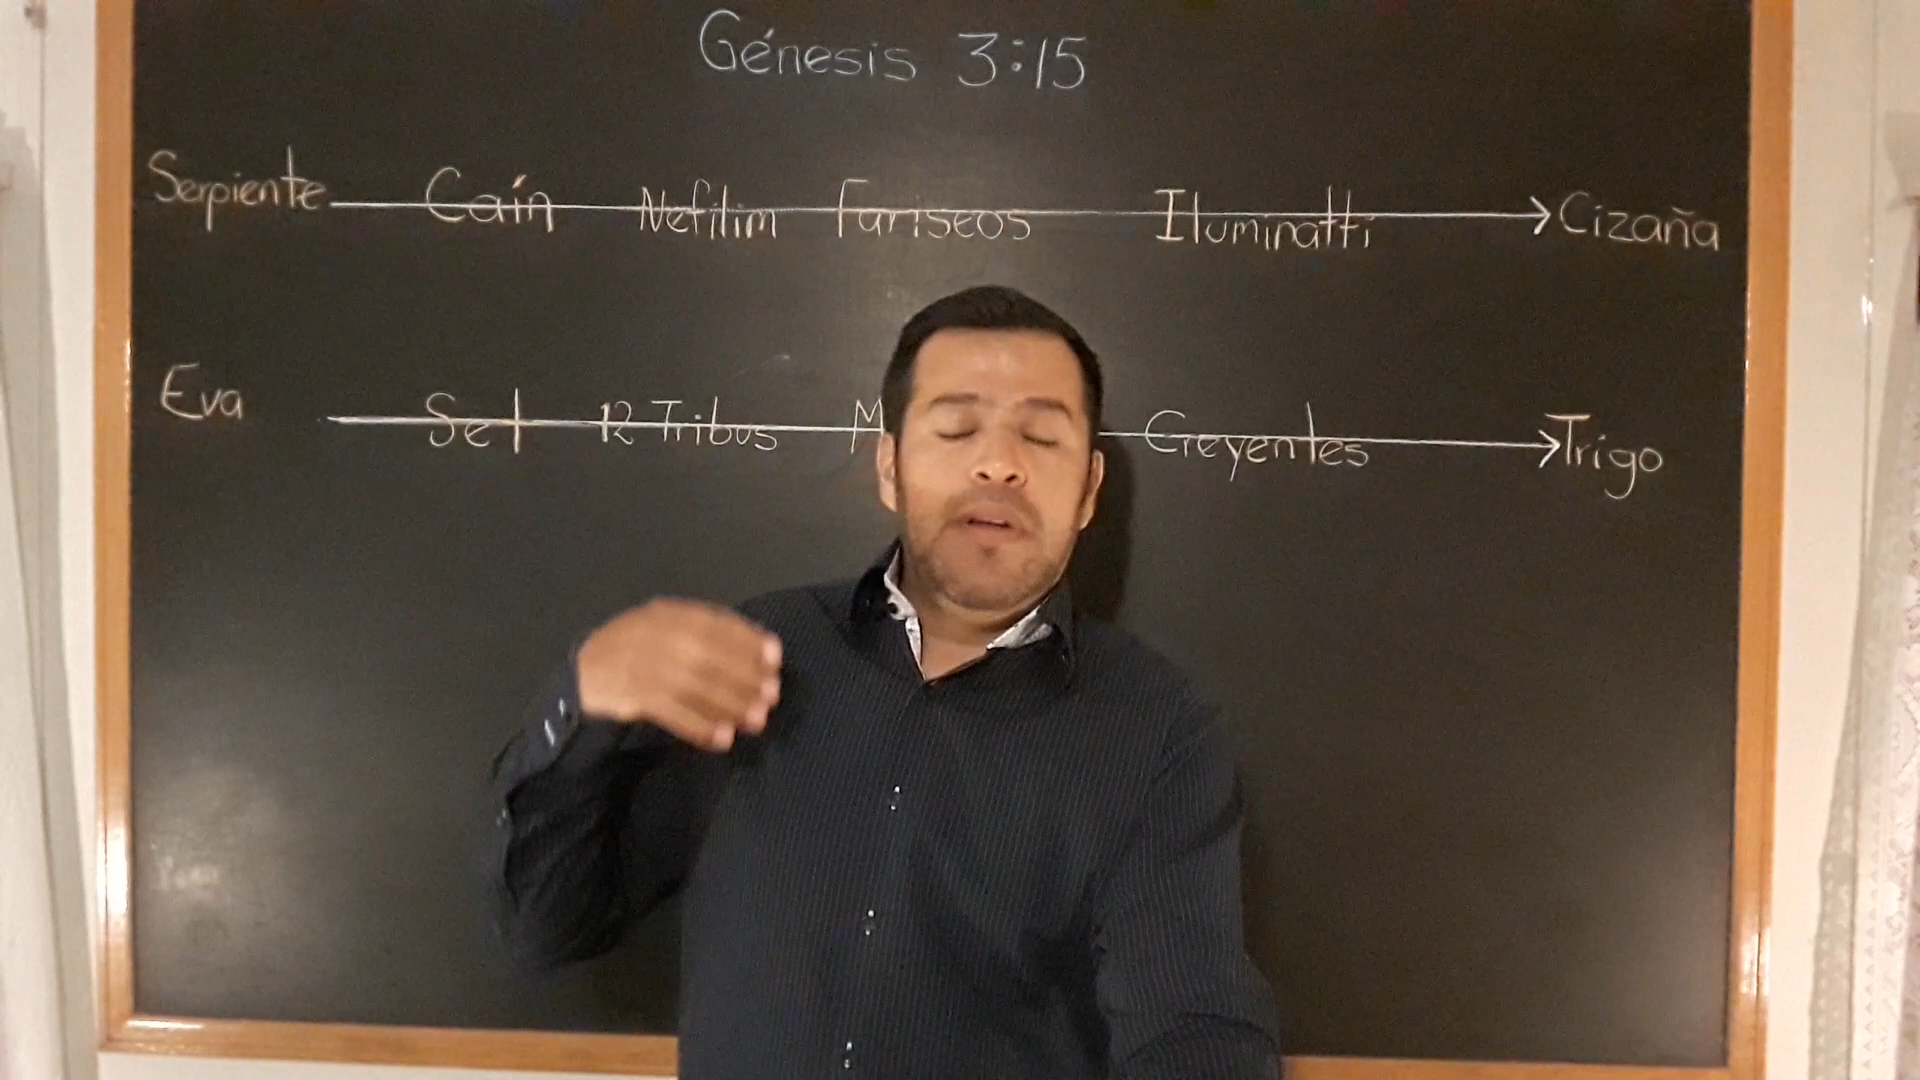 Génesis 3:15
Serpiente Caín Nefilim Fariseos Iluminatti Cizaña
Eva Set 12 Tribus Creyentes Trigo